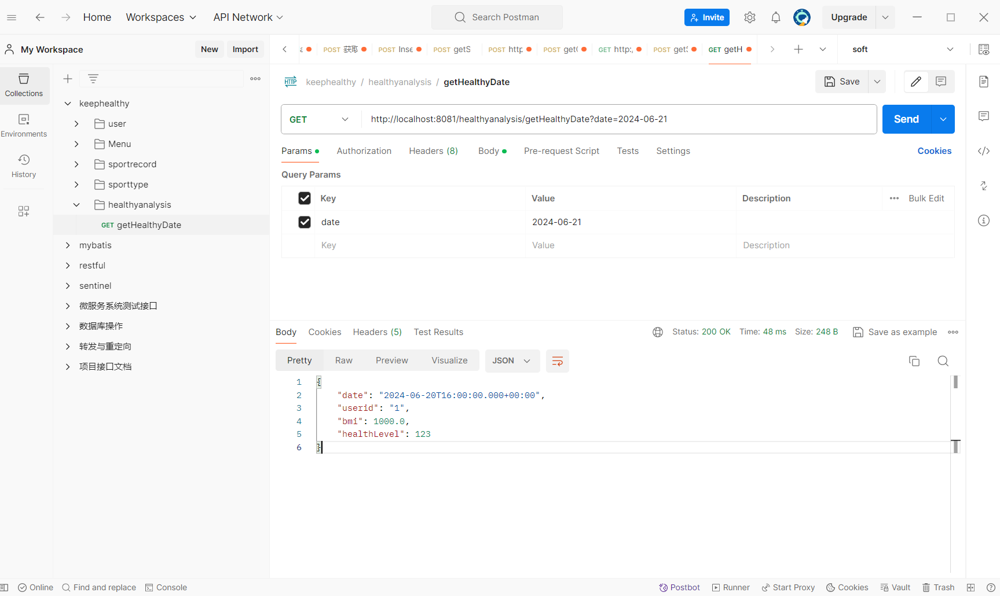 Home Workspaces API Network Search Postman Invite Upgrade
My Workspace New Import POST 获取 POST Inse POST getS POST http POST get( GET http:, POST getS GET getH soft
Collections
Environments
History
keephealthy
user
Menu
sportrecord
sporttype
healthyanalysis
GET getHealthyDate
mybatis
restful
sentinel
微服务系统测试接口
数据库操作
转发与重定向
项目接口文档
HTTP keephealthy / healthyanalysis / getHealthyDate Save
GET http://localhost:8081/healthyanalysis/getHealthyDate?date=2024-06-21 Send
Params Authorization Headers (8) Body Pre-request Script Tests Settings Cookies
Query Params
Key Value Description Bulk Edit
date 2024-06-21
Key Value Description
Body Cookies Headers (5) Test Results Status: 200 OK Time: 48 ms Size: 248 B Save as example
Pretty Raw Preview Visualize JSON
1 {
2 "date": "2024-06-20T16:00:00.000+00:00",
3 "userid": "1",
4 "bmi": 1000.0,
5 "healthLevel": 123
6 }
Online Find and replace Console Postbot Runner Start Proxy Cookies Vault Trash